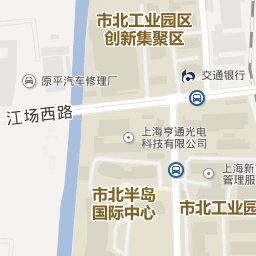 市北工业园区
创新集聚区
原平汽车修理厂
交通银行
江场西路
上海亨通光电
科技有限公司
上海新
管理服
市北半岛
国际中心
市北工业园